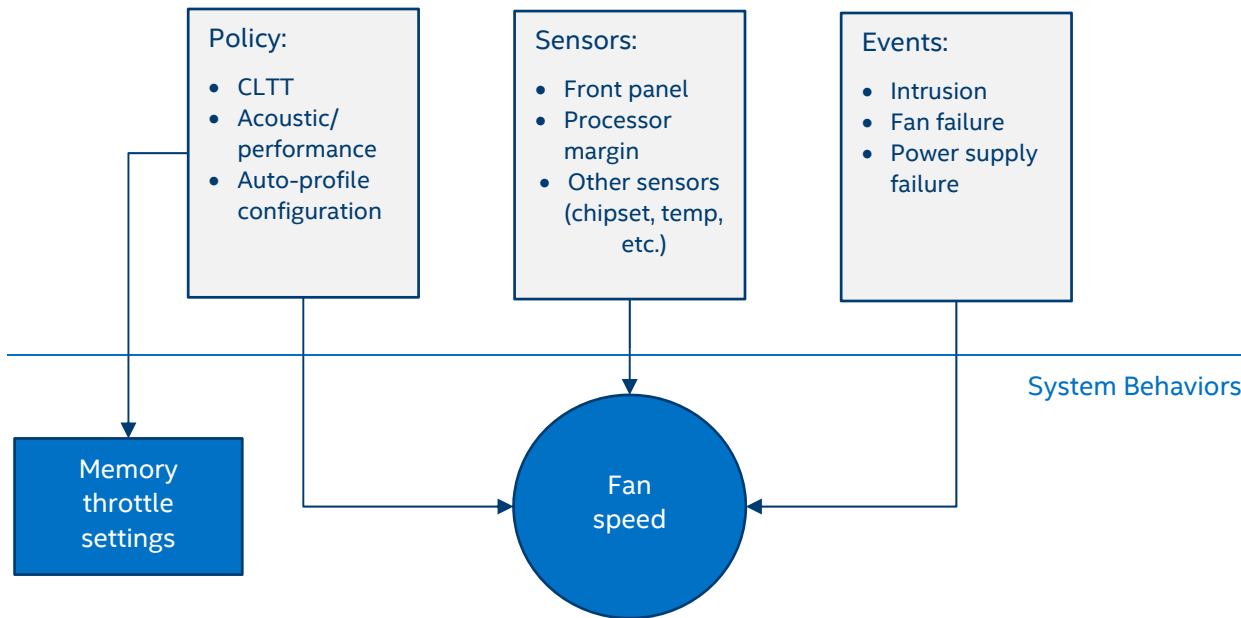 Policy:
• CLTT
• Acoustic/
performance
• Auto-profile
configuration
Sensors:
• Front panel
• Processor
margin
• Other sensors
(chipset, temp,
etc.)
Events:
• Intrusion
• Fan failure
• Power supply
failure
System Behaviors
Memory
throttle
settings
Fan
speed